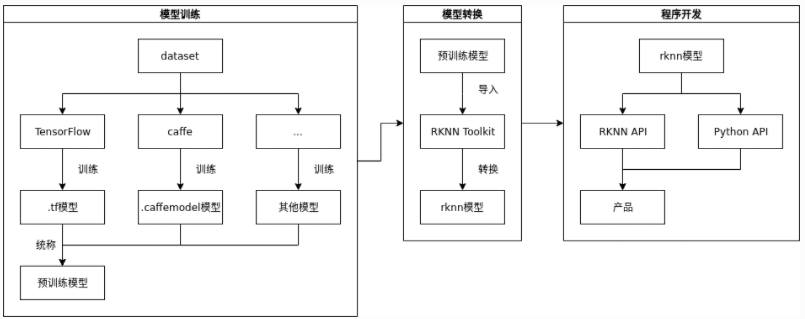 模型训练
dataset
TensorFlow
caffe
...
训练
训练
训练
.tf模型
.caffemodel模型
其他模型
统称
预训练模型
模型转换
预训练模型
导入
RKNN Toolkit
转换
rknn模型
程序开发
rknn模型
RKNN API
Python API
产品